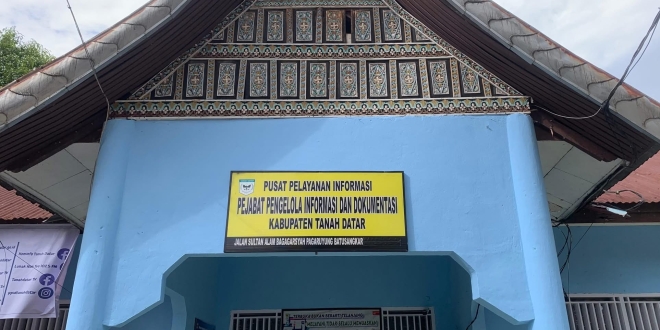 PUSAT PELAYANAN INFORMASI
PEJABAT PENGELOLA INFORMASI DAN DOKUMENTASI
KABUPATEN TANAH DATAR
JALAN SULTAN ALAM BAGAGARSYAH PAGARUYUNG BATUSANGKAR